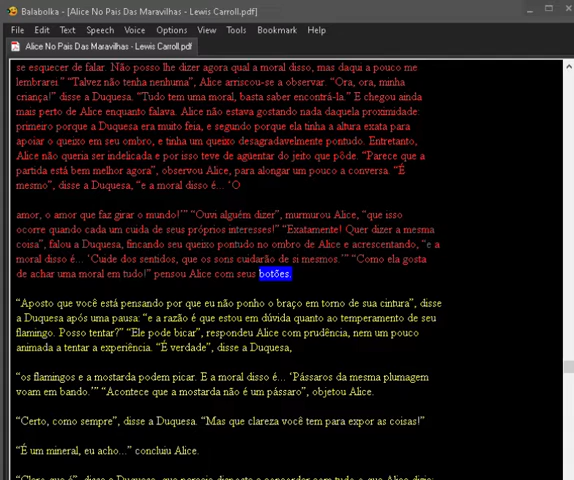 Balabolka - [Alice No Pais Das Maravilhas - Lewis Carroll.pdf]
File Edit Text Speech Voice Options View Tools Bookmark Help
Alice No Pais Das Maravilhas - Lewis Carroll.pdf
se esquecer de falar. Não posso lhe dizer agora qual a moral disso, mas daqui a pouco me
lembrarei.” “Talvez não tenha nenhuma”, Alice arriscou-se a observar. “Ora, ora, minha
criança!” disse a Duquesa. “Tudo tem uma moral, basta saber encontrá-la.” E chegou ainda
mais perto de Alice enquanto falava. Alice não estava gostando nada daquela proximidade:
primeiro porque a Duquesa era muito feia, e segundo porque ela tinha a altura exata para
apoiar o queixo em seu ombro, e tinha um queixo desagradavelmente pontudo. Entretanto,
Alice não queria ser indelicada e por isso teve de agüentar do jeito que pôde. “Parece que a
partida está bem melhor agora”, observou Alice, para alongar um pouco a conversa. “É
mesmo”, disse a Duquesa, “e a moral disso é... ‘O
amor, o amor que faz girar o mundo!’” “Ouvi alguém dizer”, murmurou Alice, “que isso
ocorre quando cada um cuida de seus próprios interesses!” “Exatamente! Quer dizer a mesma
coisa”, falou a Duquesa, fincando seu queixo pontudo no ombro de Alice e acrescentando, “e a
moral disso é... ‘Cuide dos sentidos, que os sons cuidarão de si mesmos.’” “Como ela gosta
de achar uma moral em tudo!” pensou Alice com seus botões.
“Aposto que você está pensando por que eu não ponho o braço em torno de sua cintura”, disse
a Duquesa após uma pausa: “e a razão é que estou em dúvida quanto ao temperamento de seu
flamingo. Posso tentar?” “Ele pode bicar”, respondeu Alice com prudência, nem um pouco
animada a tentar a experiência. “É verdade”, disse a Duquesa,
“os flamingos e a mostarda podem picar. E a moral disso é... ‘Pássaros da mesma plumagem
voam em bando.’” “Acontece que a mostarda não é um pássaro”, objetou Alice.
“Certo, como sempre”, disse a Duquesa. “Mas que clareza você tem para expor as coisas!”
“É um mineral, eu acho...” concluiu Alice.
“Claro que é”, disse a Duquesa, que parecia disposta a concordar com tudo o que Alice dizia;